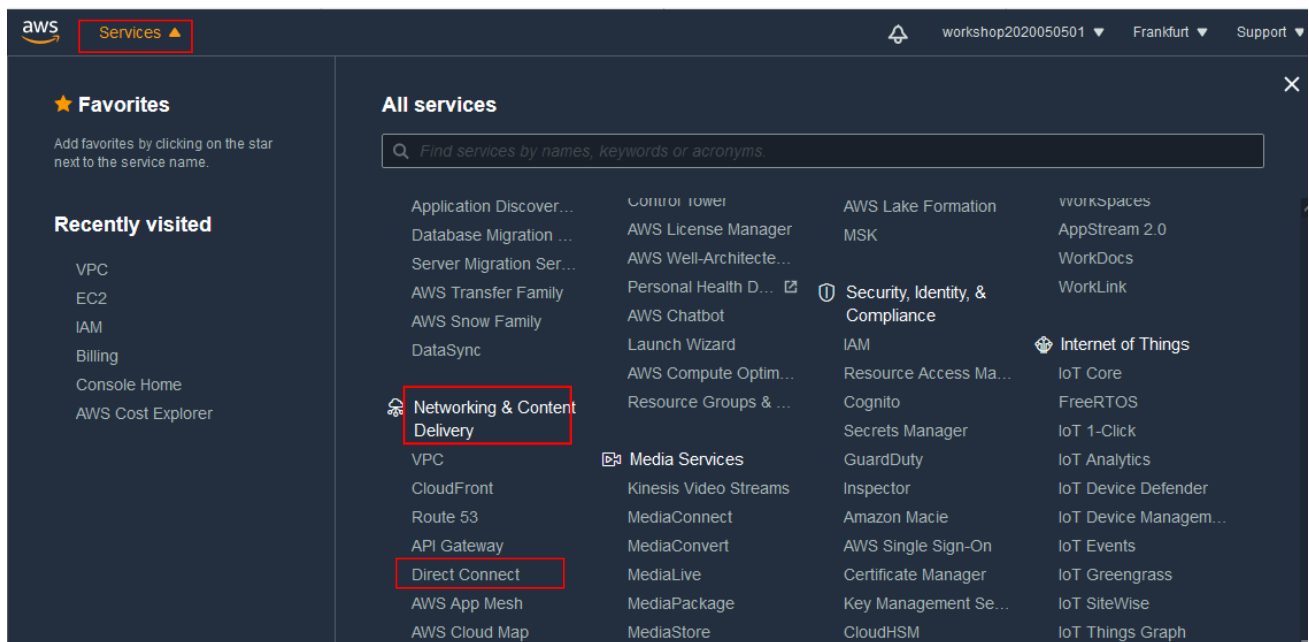 aws
Services ▲
workshop2020050501 ▼
Frankfurt ▼
Support ▼
★ Favorites
Add favorites by clicking on the star
next to the service name.
Recently visited
VPC
EC2
IAM
Billing
Console Home
AWS Cost Explorer
All services
Find services by names, keywords or acronyms.
Application Discover...
Database Migration ...
Server Migration Ser...
AWS Transfer Family
AWS Snow Family
DataSync
Networking & Content
Delivery
VPC
CloudFront
Route 53
API Gateway
Direct Connect
AWS App Mesh
AWS Cloud Map
Control Tower
AWS License Manager
AWS Well-Architecte...
Personal Health D...
AWS Chatbot
Launch Wizard
AWS Compute Optim...
Resource Groups & ...
Media Services
Kinesis Video Streams
MediaConnect
MediaConvert
MediaLive
MediaPackage
MediaStore
AWS Lake Formation
MSK
Security, Identity, &
Compliance
IAM
Resource Access Ma...
Cognito
Secrets Manager
GuardDuty
Inspector
Amazon Macie
AWS Single Sign-On
Certificate Manager
Key Management Se...
CloudHSM
WorkSpaces
AppStream 2.0
WorkDocs
WorkLink
Internet of Things
IoT Core
FreeRTOS
IoT 1-Click
IoT Analytics
IoT Device Defender
IoT Device Managem...
IoT Events
IoT Greengrass
IoT SiteWise
IoT Things Graph